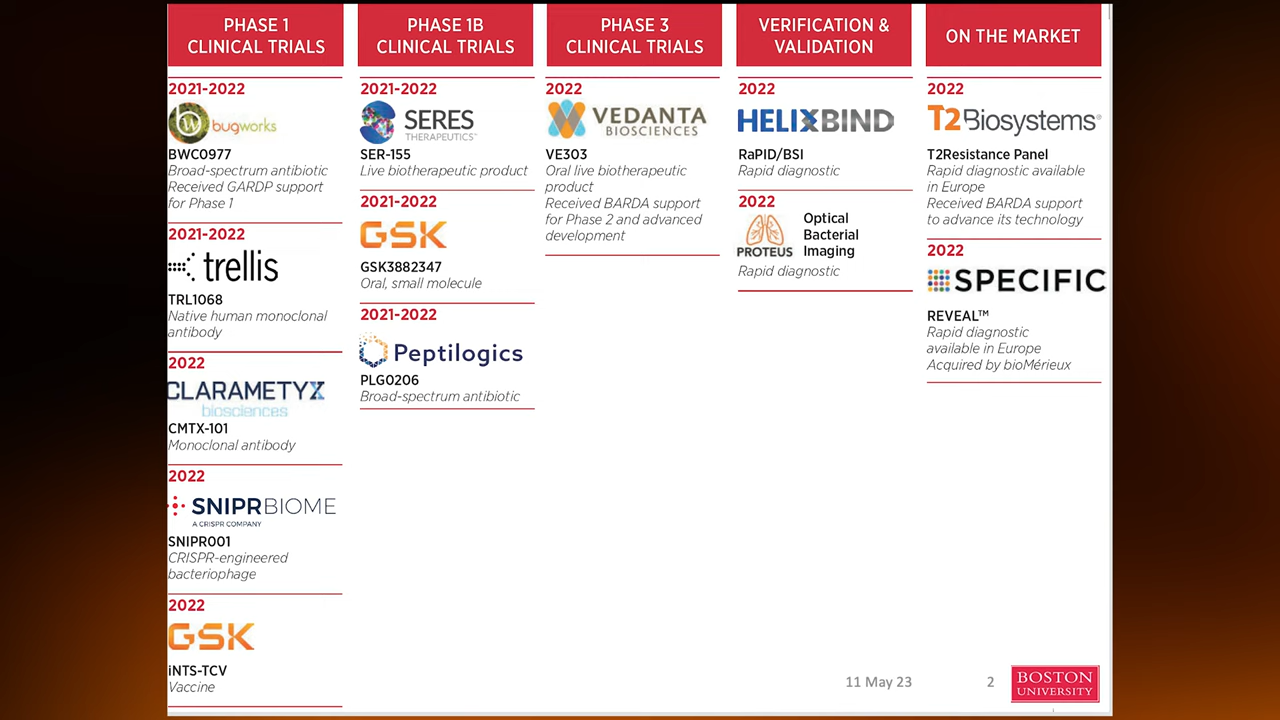 PHASE 1
CLINICAL TRIALS
2021-2022
bugworks
BWC0977
Broad-spectrum antibiotic
Received GARDP support
for Phase 1
2021-2022
trellis
TRL1068
Native human monoclonal
antibody
2022
CLARAMETYX
biosciences
CMTX-101
Monoclonal antibody
2022
SNIPRBIOME
A CRISPR COMPANY
SNIPR001
CRISPR-engineered
bacteriophage
2022
GSK
iNTS-TCV
Vaccine
PHASE 1B
CLINICAL TRIALS
2021-2022
SERES
THERAPEUTICS™
SER-155
Live biotherapeutic product
2021-2022
GSK
GSK3882347
Oral, small molecule
2021-2022
Peptilogics
PLG0206
Broad-spectrum antibiotic
PHASE 3
CLINICAL TRIALS
2022
VEDANTA
BIOSCIENCES
VE303
Oral live biotherapeutic
product
Received BARDA support
for Phase 2 and advanced
development
VERIFICATION &
VALIDATION
2022
HELIXBIND
RaPID/BSI
Rapid diagnostic
2022
PROTEUS
Optical
Bacterial
Imaging
Rapid diagnostic
ON THE MARKET
2022
T2Biosystems®
T2Resistance Panel
Rapid diagnostic available
in Europe
Received BARDA support
to advance its technology
2022
SPECIFIC
REVEAL™
Rapid diagnostic
available in Europe
Acquired by bioMérieux
11 May 23
2
BOSTON
UNIVERSITY